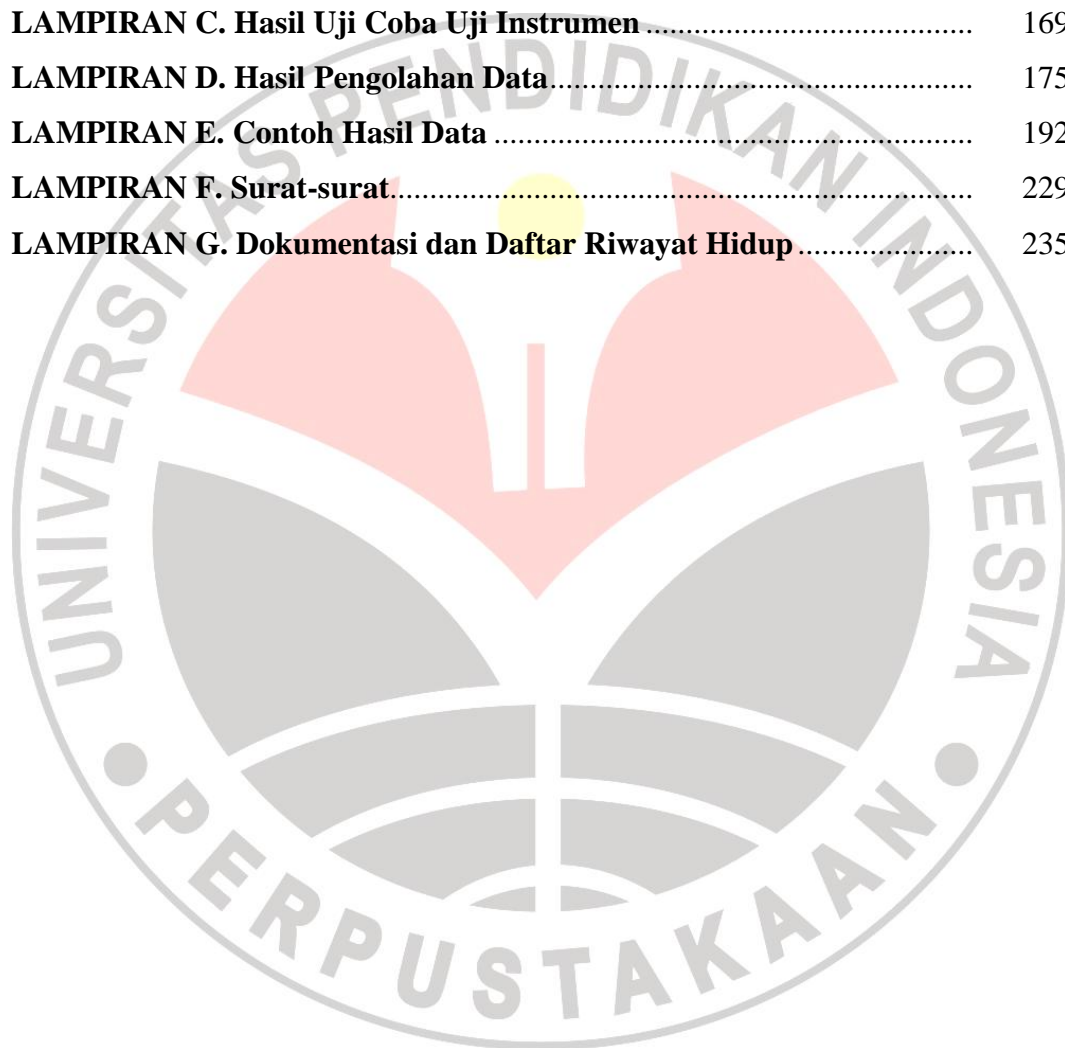 LAMPIRAN C. Hasil Uji Coba Uji Instrumen ........................................ 169
LAMPIRAN D. Hasil Pengolahan Data .................................................... 175
LAMPIRAN E. Contoh Hasil Data ........................................................... 192
LAMPIRAN F. Surat-surat ....................................................................... 229
LAMPIRAN G. Dokumentasi dan Daftar Riwayat Hidup ..................... 235
UNIVERSITAS PENDIDIKAN INDONESIA
PERPUSTAKAAN